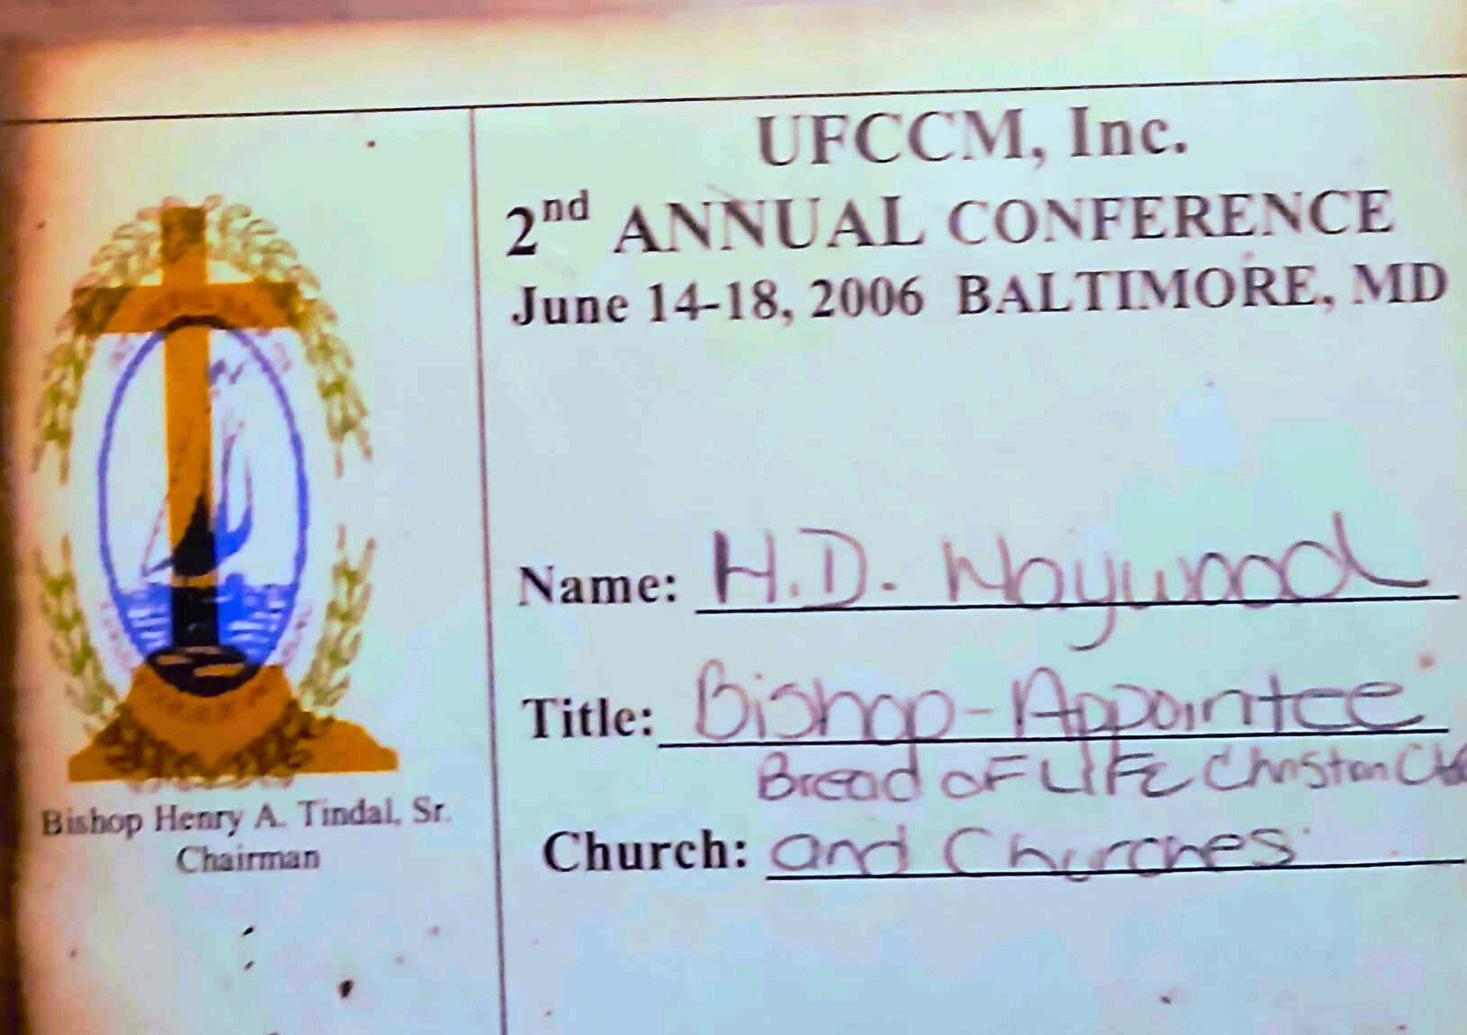 UFCCM, Inc.
2nd ANNUAL CONFERENCE
June 14-18, 2006 BALTIMORE, MD
Name: H.D. Haywood
Title: Bishop-Appointee
Bread of Life Christian
Church: and Churches
Bishop Henry A. Tindal, Sr.
Chairman